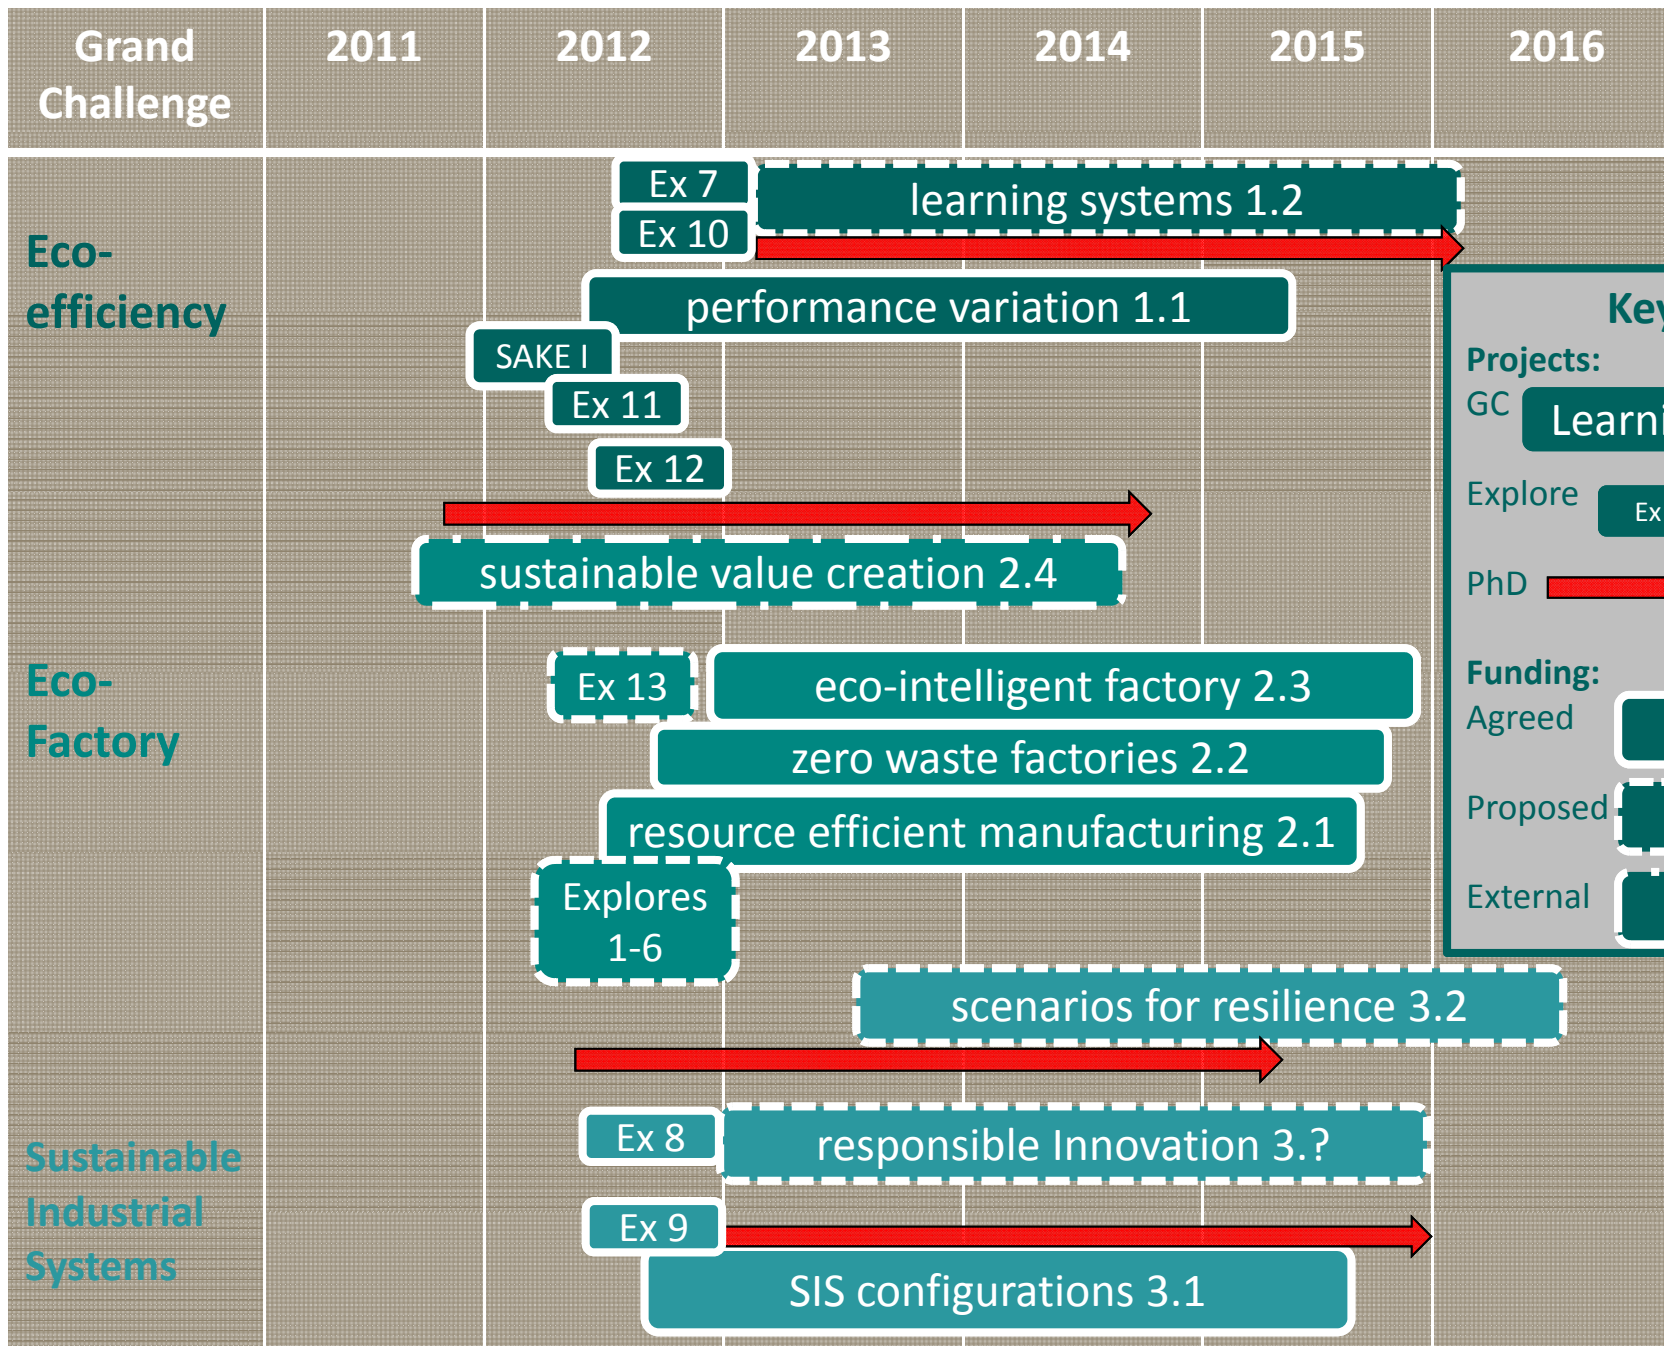 Grand
Challenge
2011
2012
2013
2014
2015
2016
Eco-
efficiency
Ex 7
Ex 10
learning systems 1.2
performance variation 1.1
SAKE I
Ex 11
Ex 12
sustainable value creation 2.4
Eco-
Factory
Ex 13
eco-intelligent factory 2.3
zero waste factories 2.2
resource efficient manufacturing 2.1
Explores
1-6
scenarios for resilience 3.2
Sustainable
Industrial
Systems
Ex 8
responsible Innovation 3.?
Ex 9
SIS configurations 3.1
Key
Projects:
GC
Learni
Explore
Ex
PhD
Funding:
Agreed
Proposed
External